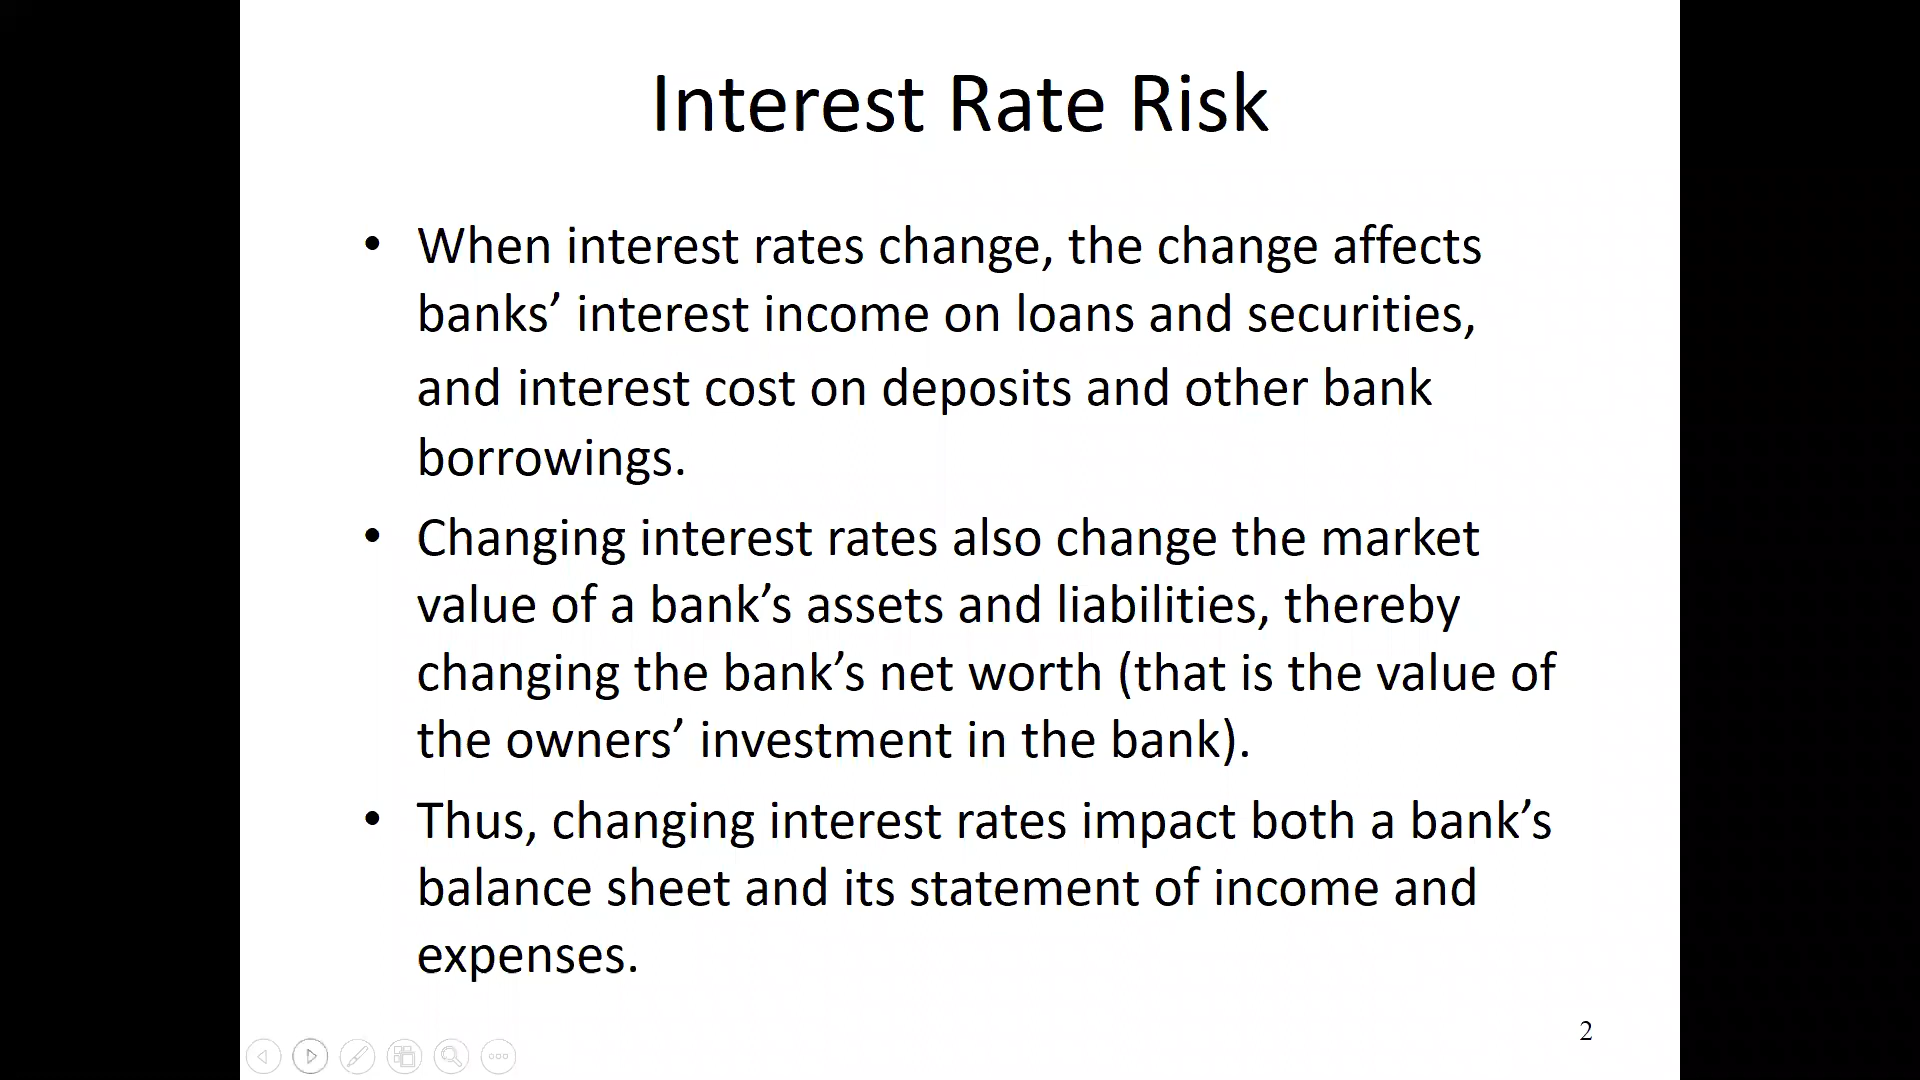 Interest Rate Risk
• When interest rates change, the change affects
banks’ interest income on loans and securities,
and interest cost on deposits and other bank
borrowings.
• Changing interest rates also change the market
value of a bank’s assets and liabilities, thereby
changing the bank’s net worth (that is the value of
the owners’ investment in the bank).
• Thus, changing interest rates impact both a bank’s
balance sheet and its statement of income and
expenses.
2